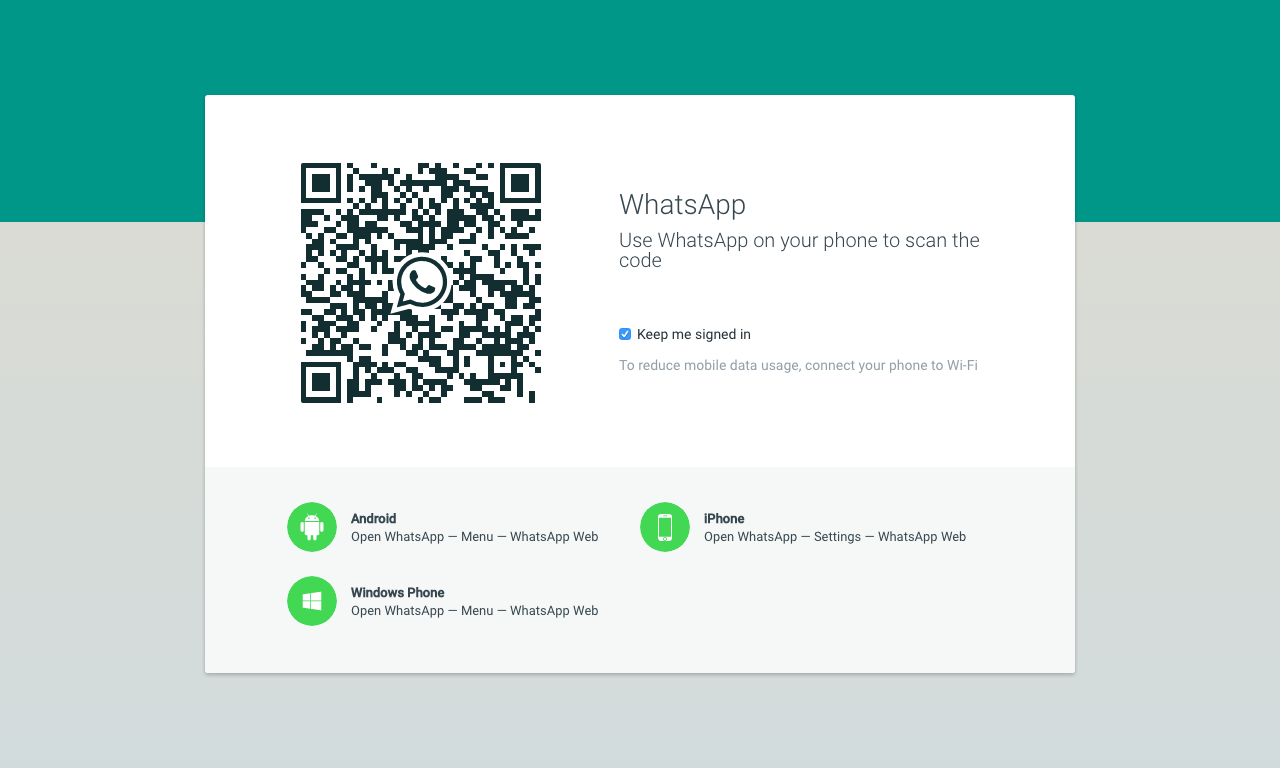 WhatsApp
Use WhatsApp on your phone to scan the
code
Keep me signed in
To reduce mobile data usage, connect your phone to Wi-Fi
Android
Open WhatsApp — Menu — WhatsApp Web
iPhone
Open WhatsApp — Settings — WhatsApp Web
Windows Phone
Open WhatsApp — Menu — WhatsApp Web